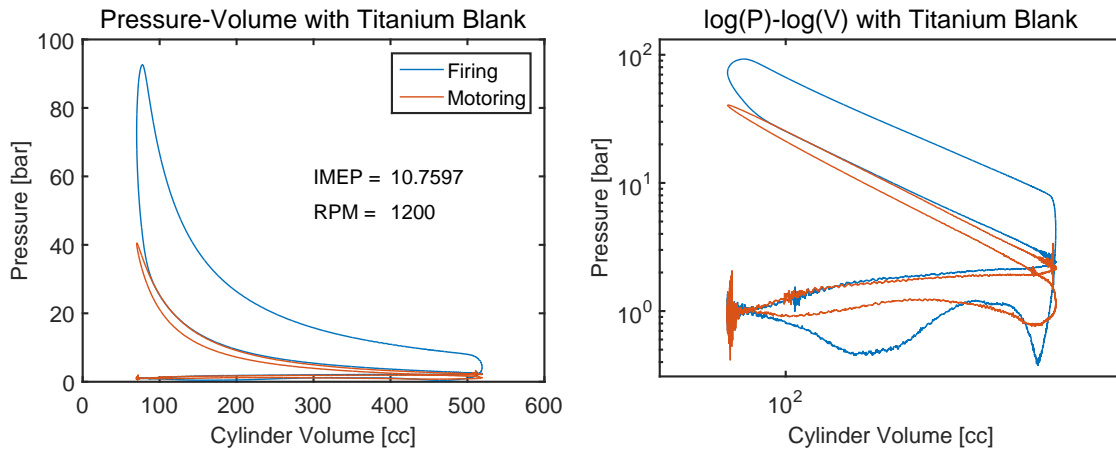 Pressure-Volume with Titanium Blank
100
80
60
40
20
0
Pressure [bar]
Firing
Motoring
IMEP = 10.7597
RPM = 1200
0 100 200 300 400 500 600
Cylinder Volume [cc]
log(P)-log(V) with Titanium Blank
10^2
10^1
10^0
Pressure [bar]
10^2
Cylinder Volume [cc]